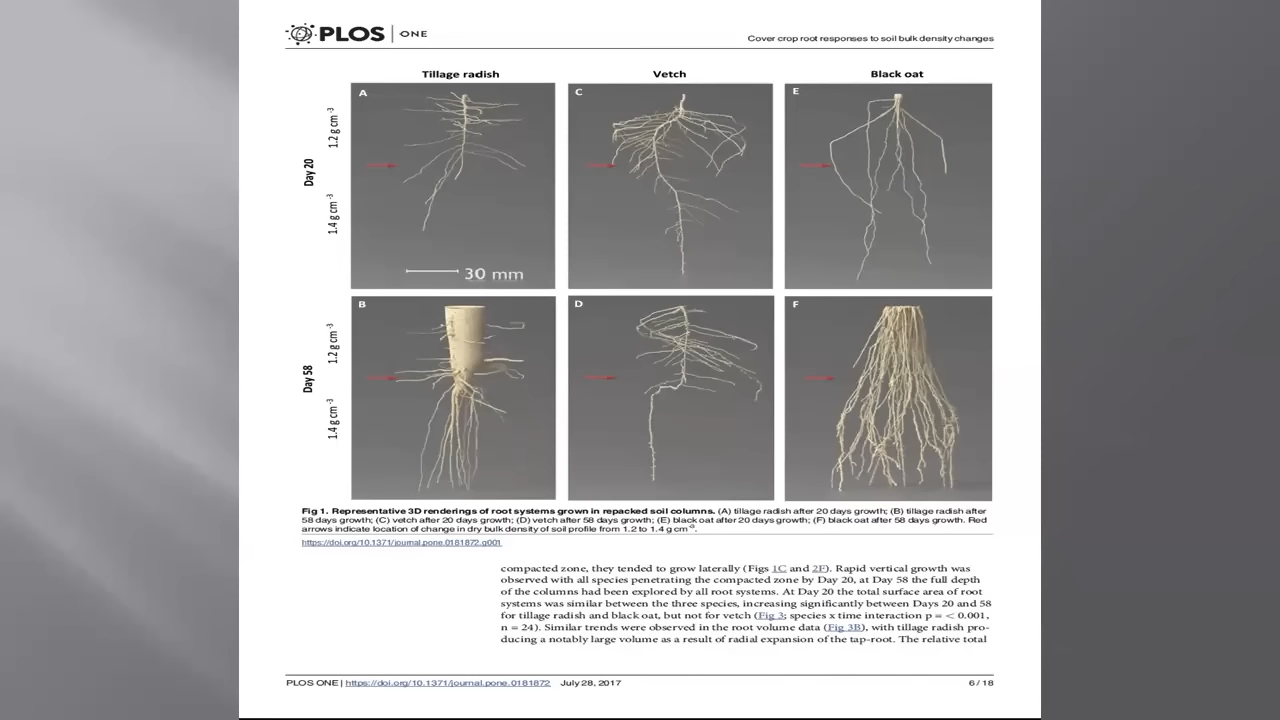 PLOS | ONE
Cover crop root responses to soil bulk density changes
Tillage radish
Vetch
Black oat
Day 20
1.2 g cm -3
1.4 g cm -3
A
C
E
30 mm
Day 58
1.2 g cm -3
1.4 g cm -3
B
D
F
Fig 1. Representative 3D renderings of root systems grown in repacked soil columns. (A) tillage radish after 20 days growth; (B) tillage radish after
58 days growth; (C) vetch after 20 days growth; (D) vetch after 58 days growth; (E) black oat after 20 days growth; (F) black oat after 58 days growth. Red
arrows indicate location of change in dry bulk density of soil profile from 1.2 to 1.4 g cm-3.
https://doi.org/10.1371/journal.pone.0181872.g001
compacted zone, they tended to grow laterally (Figs 1C and 2F). Rapid vertical growth was
observed with all species penetrating the compacted zone by Day 20, at Day 58 the full depth
of the columns had been explored by all root systems. At Day 20 the total surface area of root
systems was similar between the three species, increasing significantly between Days 20 and 58
for tillage radish and black oat, but not for vetch (Fig 3; species x time interaction p = < 0.001,
n = 24). Similar trends were observed in the root volume data (Fig 3B), with tillage radish pro-
ducing a notably large volume as a result of radial expansion of the tap-root. The relative total
PLOS ONE | https://doi.org/10.1371/journal.pone.0181872 July 28, 2017
6 / 18